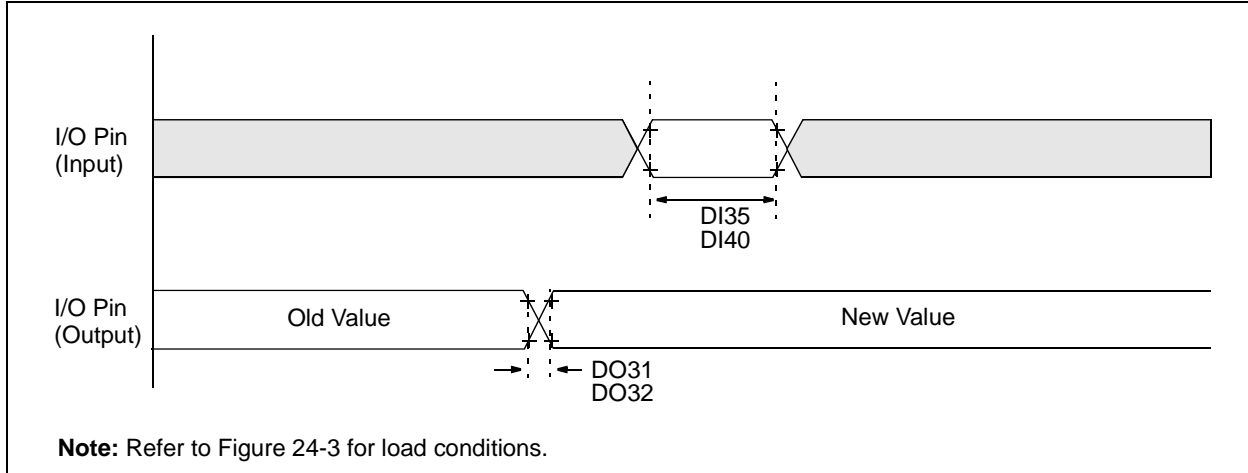 I/O Pin
(Input)
DI35
DI40
I/O Pin
(Output)
Old Value
New Value
DO31
DO32
Note: Refer to Figure 24-3 for load conditions.